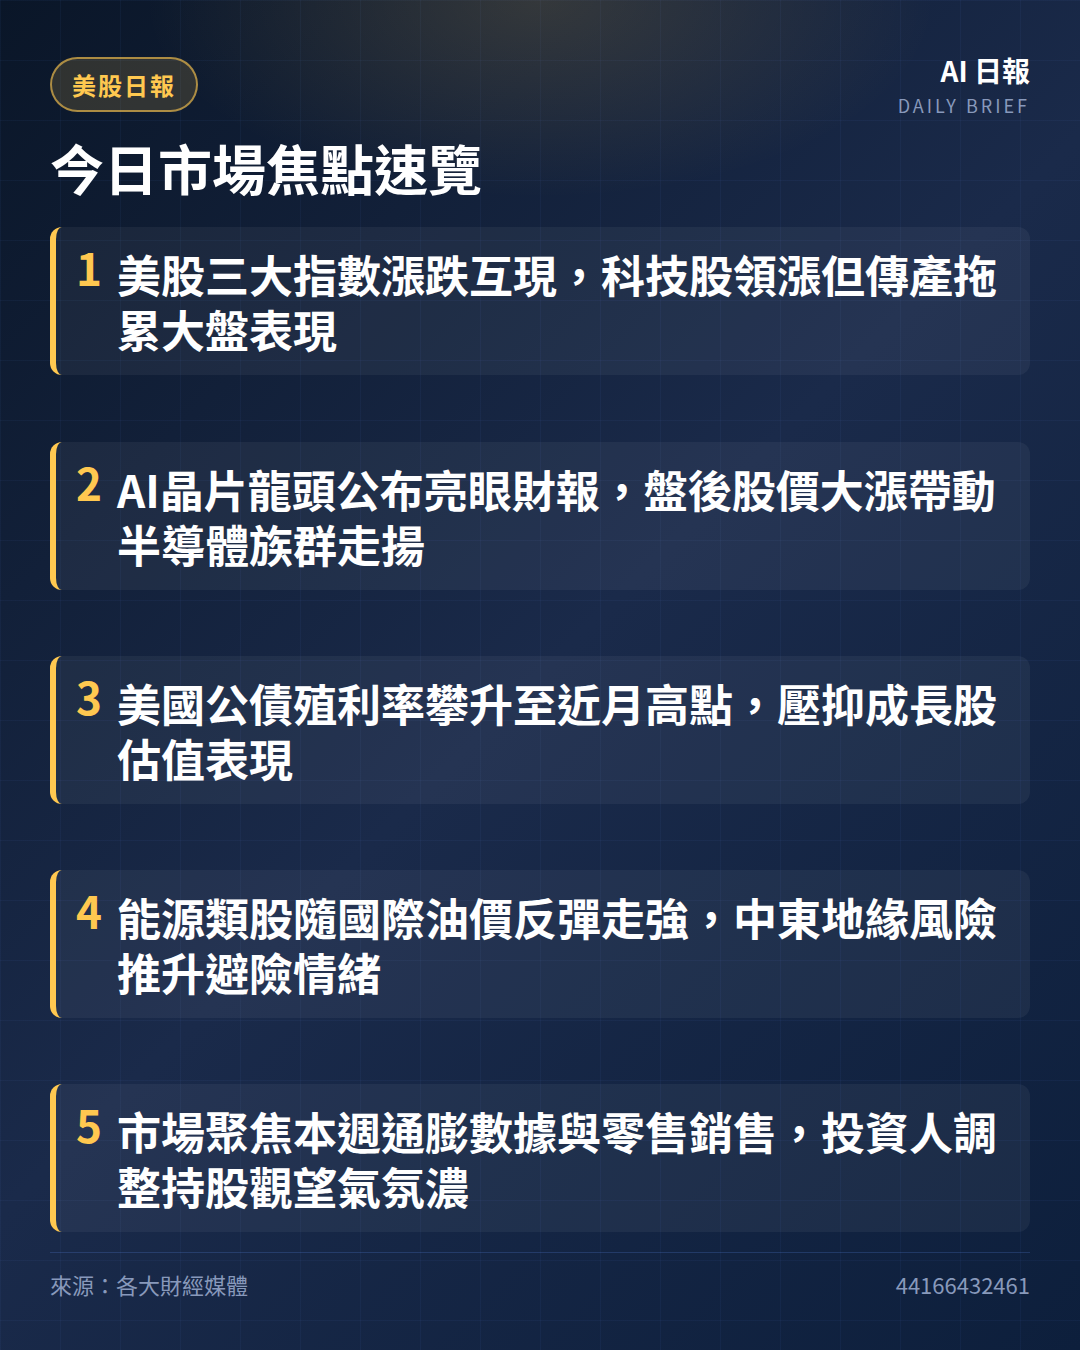 美股日報
AI 日報
DAILY BRIEF
今日市場焦點速覽
1 美股三大指數漲跌互現，科技股領漲但傳產拖
累大盤表現
2 AI晶片龍頭公布亮眼財報，盤後股價大漲帶動
半導體族群走揚
3 美國公債殖利率攀升至近月高點，壓抑成長股
估值表現
4 能源類股隨國際油價反彈走強，中東地緣風險
推升避險情緒
5 市場聚焦本週通膨數據與零售銷售，投資人調
整持股觀望氣氛濃
來源：各大財經媒體
44166432461